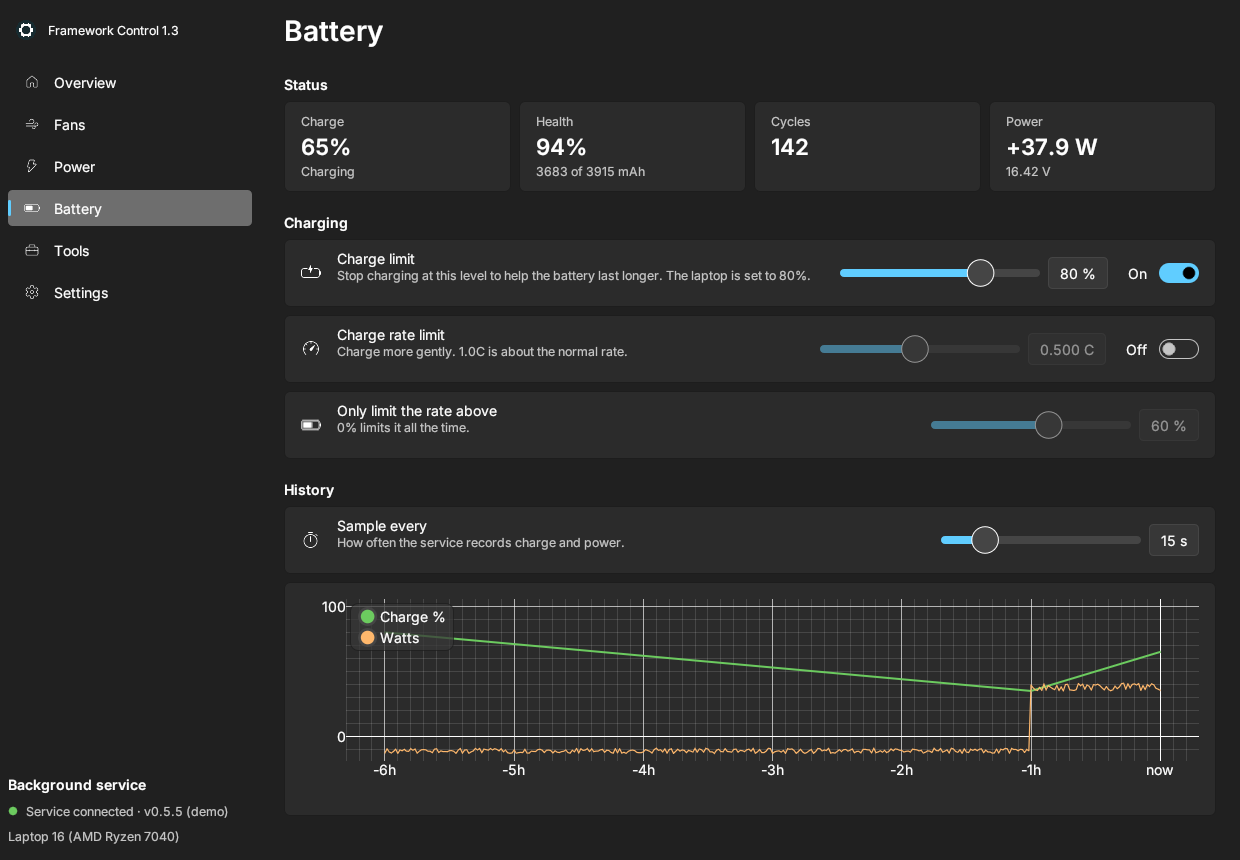 Framework Control 1.3
Overview
Fans
Power
Battery
Tools
Settings
Background service
Service connected · v0.5.5 (demo)
Laptop 16 (AMD Ryzen 7040)
Battery
Status
Charge
65%
Charging
Health
94%
3683 of 3915 mAh
Cycles
142
Power
+37.9 W
16.42 V
Charging
Charge limit
Stop charging at this level to help the battery last longer. The laptop is set to 80%.
80 %
On
Charge rate limit
Charge more gently. 1.0C is about the normal rate.
0.500 C
Off
Only limit the rate above
0% limits it all the time.
60 %
History
Sample every
How often the service records charge and power.
15 s
100
Charge %
Watts
0
-6h -5h -4h -3h -2h -1h now